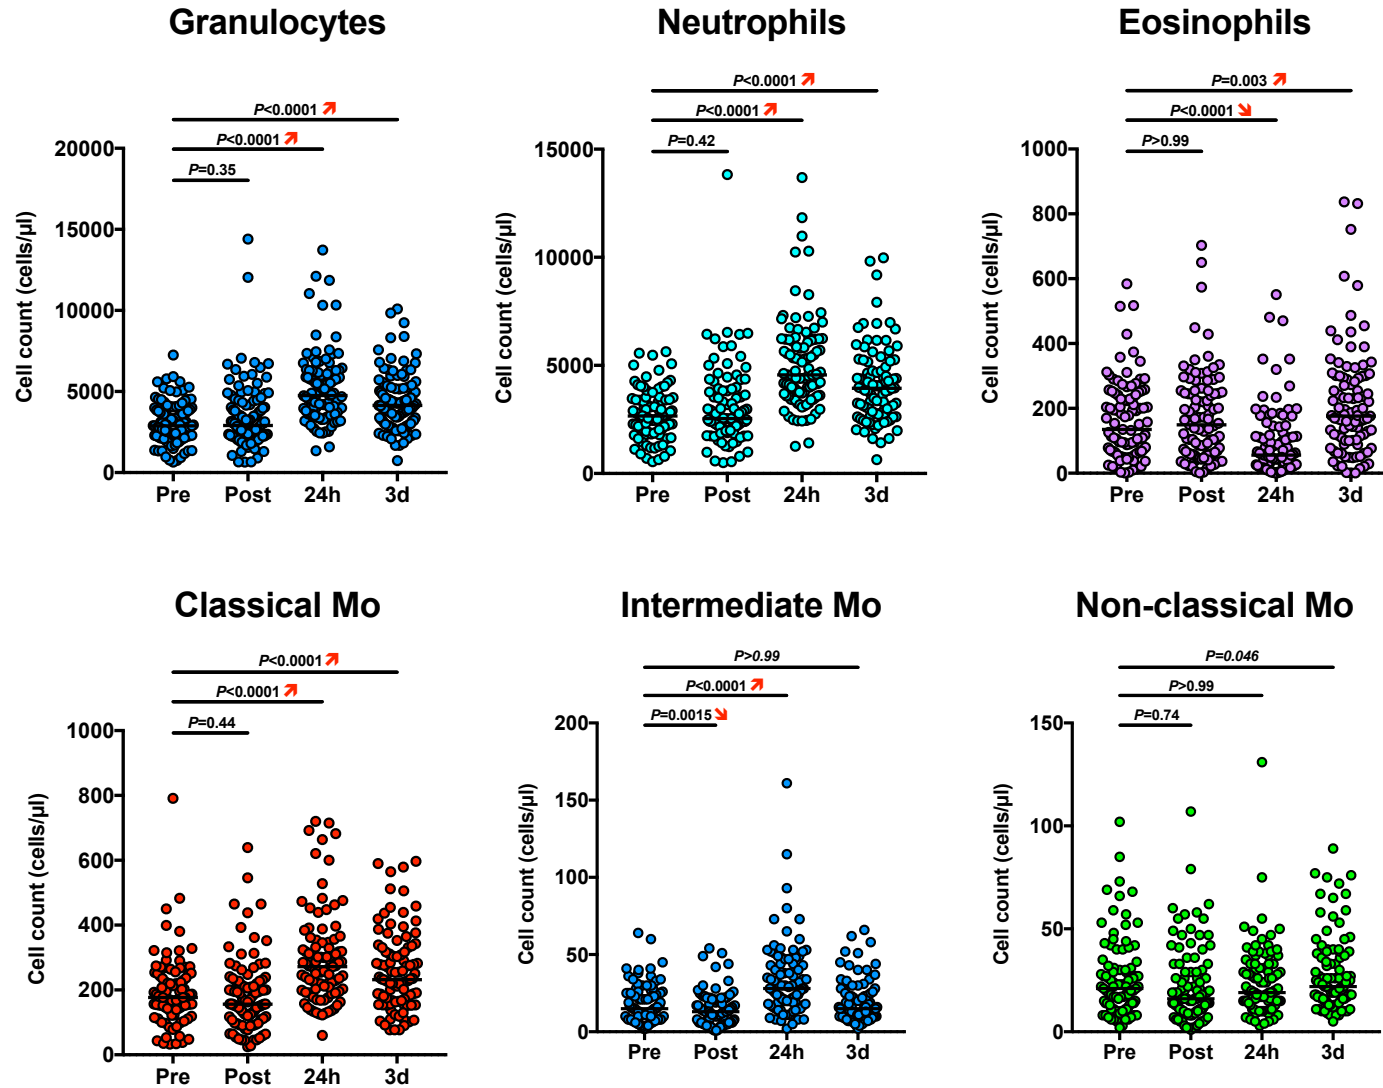 Granulocytes
P<0.0001
P<0.0001
P=0.35
Cell count (cells/µl)
20000
15000
10000
5000
0
Pre Post 24h 3d
Neutrophils
P<0.0001
P<0.0001
P=0.42
Cell count (cells/µl)
15000
10000
5000
0
Pre Post 24h 3d
Eosinophils
P=0.003
P<0.0001
P>0.99
Cell count (cells/µl)
1000
800
600
400
200
0
Pre Post 24h 3d
Classical Mo
P<0.0001
P<0.0001
P=0.44
Cell count (cells/µl)
1000
800
600
400
200
0
Pre Post 24h 3d
Intermediate Mo
P>0.99
P<0.0001
P=0.0015
Cell count (cells/µl)
200
150
100
50
0
Pre Post 24h 3d
Non-classical Mo
P=0.046
P>0.99
P=0.74
Cell count (cells/µl)
150
100
50
0
Pre Post 24h 3d